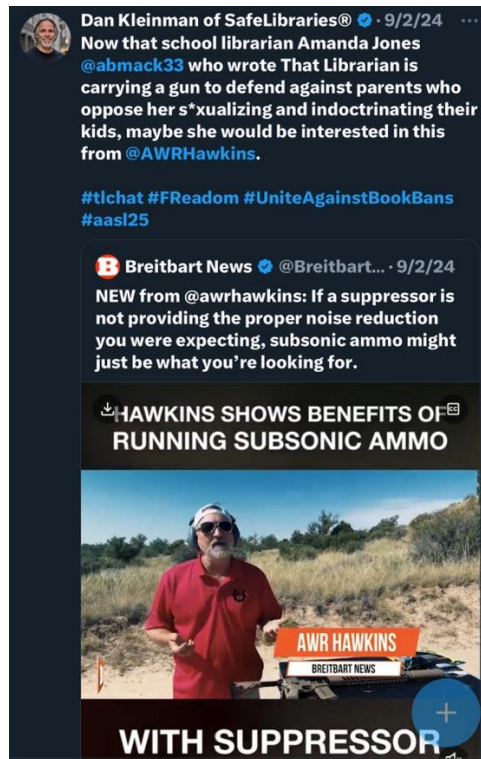 Dan Kleinman of SafeLibraries® · 9/2/24 ...
Now that school librarian Amanda Jones
@abmack33 who wrote That Librarian is
carrying a gun to defend against parents who
oppose her s*xualizing and indoctrinating their
kids, maybe she would be interested in this
from @AWRHawkins.
#tlchat #FReadom #UniteAgainstBookBans
#aasl25
B Breitbart News @Breitbart... · 9/2/24
NEW from @awrhawkins: If a suppressor is
not providing the proper noise reduction
you were expecting, subsonic ammo might
just be what you’re looking for.
HAWKINS SHOWS BENEFITS OF
CC
RUNNING SUBSONIC AMMO
AWR HAWKINS
BREITBART NEWS
WITH SUPPRESSOR